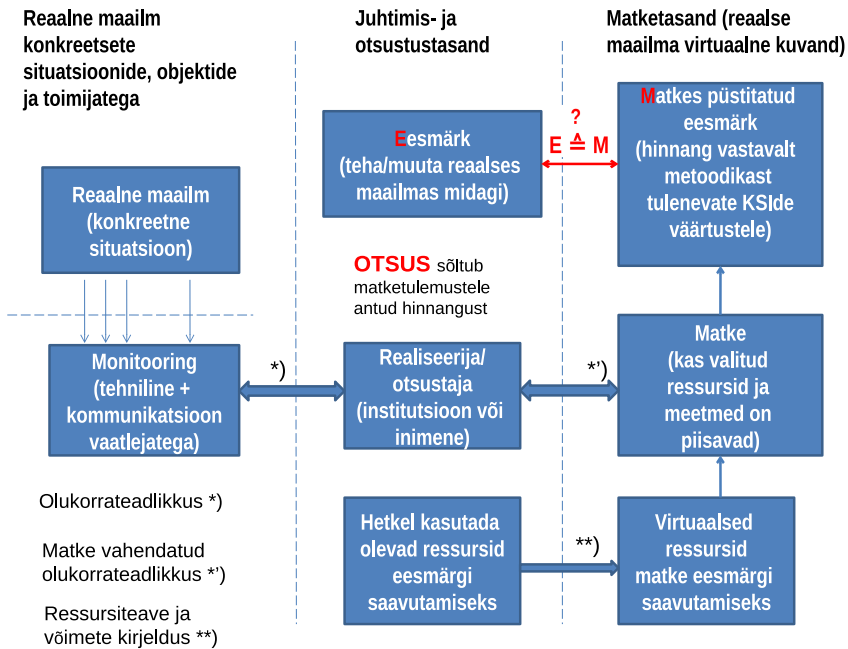 Reaalne maailm
konkreetsete
situatsioonide, objektide
ja toimijatega
Juhtimis- ja
otsustustasand
Matketasand (reaalse
maailma virtuaalne kuvand)
Reaalne maailm
(konkreetne
situatsioon)
Eesmärk
(teha/muuta reaalses
maailmas midagi)
?
E ≙ M
Matkes püstitatud
eesmärk
(hinnang vastavalt
metoodikast
tulenevate KSIde
väärtustele)
OTSUS sõltub
matketulemustele
antud hinnangust
Monitooring
(tehniline +
kommunikatsioon
vaatlejatega)
*)
Realiseerija/
otsustaja
(institutsioon või
inimene)
*’)
Matke
(kas valitud
ressursid ja
meetmed on
piisavad)
Olukorrateadlikkus *)
Matke vahendatud
olukorrateadlikkus *’)
Ressursiteave ja
võimete kirjeldus **)
Hetkel kasutada
olevad ressursid
eesmärgi
saavutamiseks
**)
Virtuaalsed
ressursid
matke eesmärgi
saavutamiseks